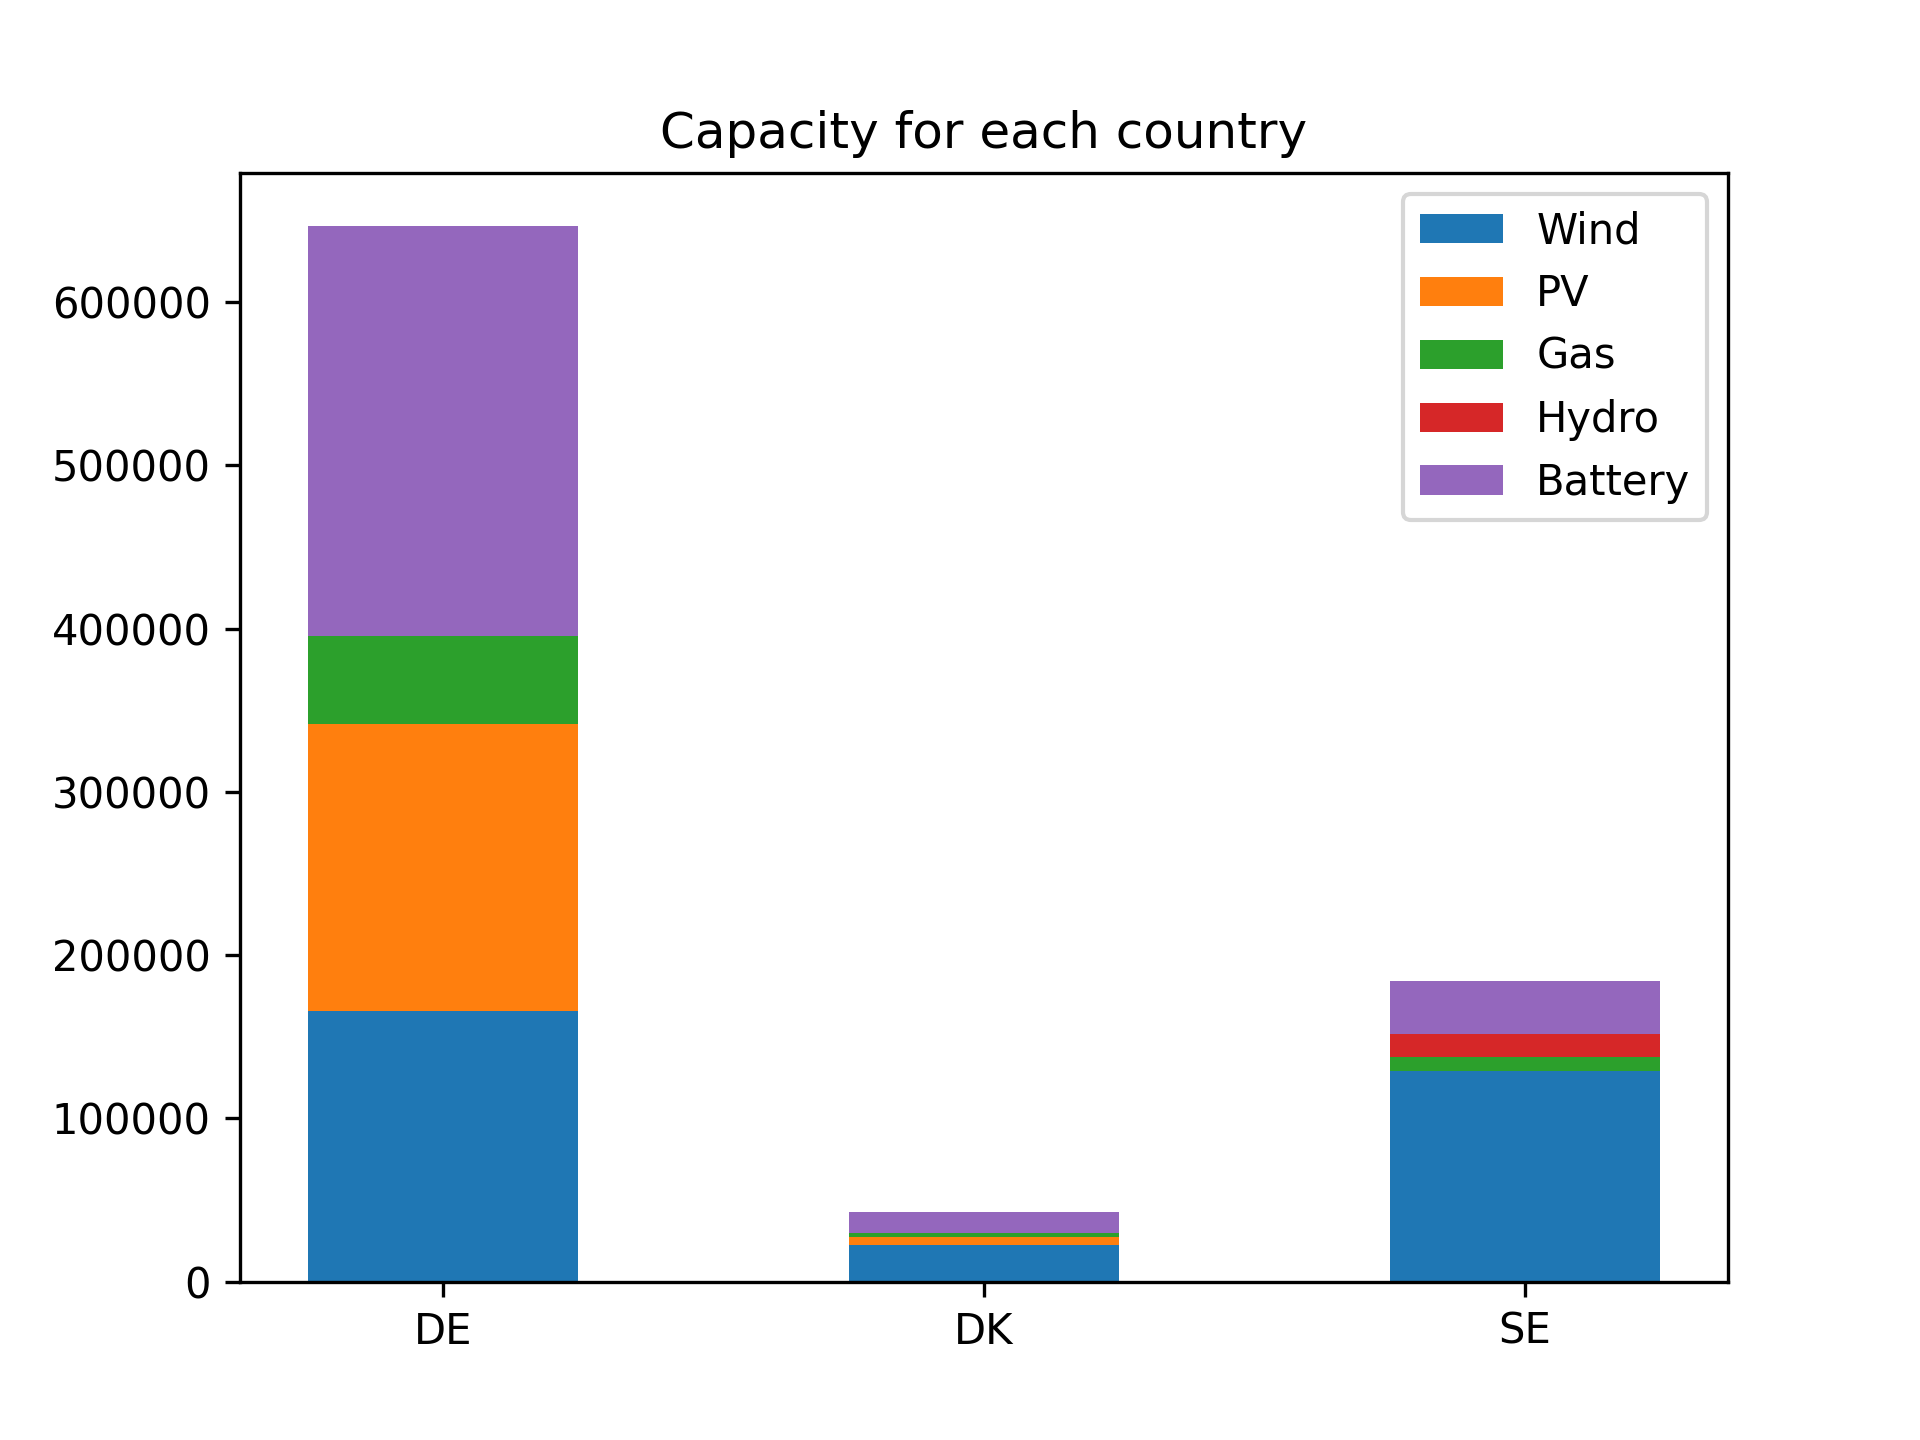 Capacity for each country
600000
500000
400000
300000
200000
100000
0
Wind
PV
Gas
Hydro
Battery
DE
DK
SE